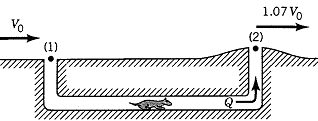 V₀
1.07 V₀
(1)
(2)
Q